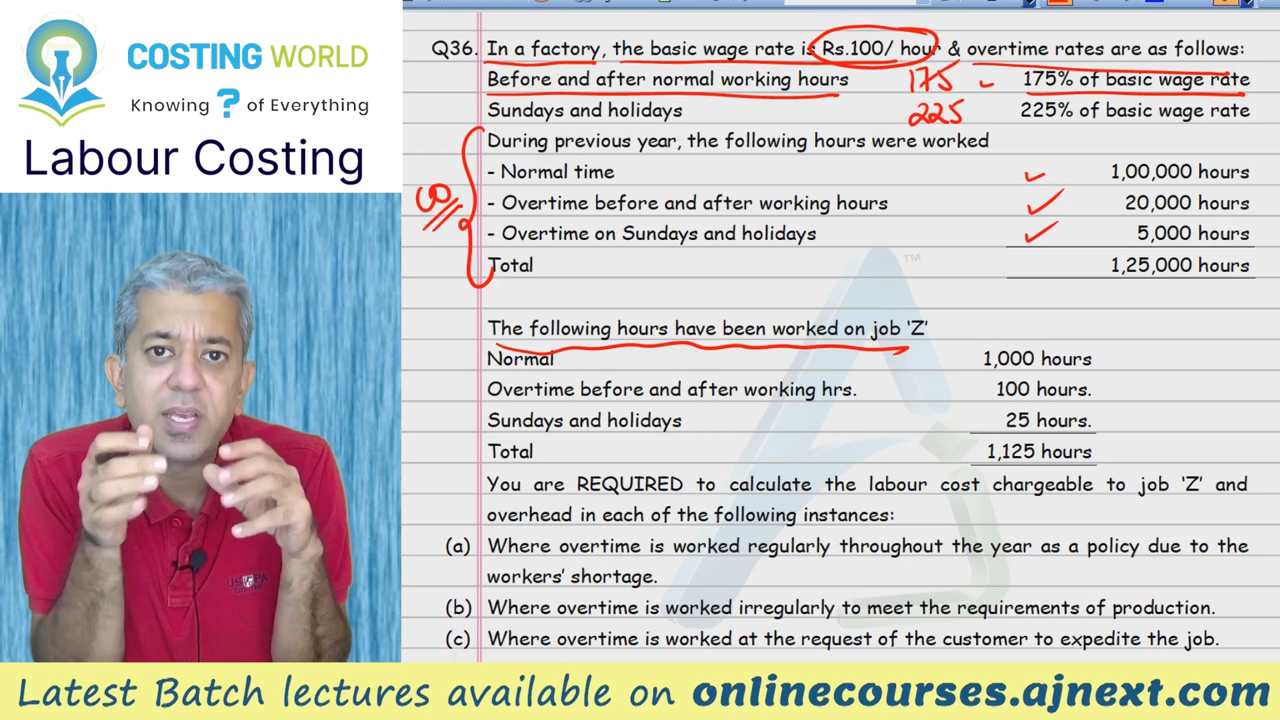 COSTING WORLD
Knowing ? of Everything
Labour Costing
Q36. In a factory, the basic wage rate is Rs.100/ hour & overtime rates are as follows:
Before and after normal working hours 175 175% of basic wage rate
Sundays and holidays 225 225% of basic wage rate
During previous year, the following hours were worked
- Normal time 1,00,000 hours
- Overtime before and after working hours 20,000 hours
- Overtime on Sundays and holidays 5,000 hours
Total 1,25,000 hours
The following hours have been worked on job ‘Z’
Normal 1,000 hours
Overtime before and after working hrs. 100 hours.
Sundays and holidays 25 hours.
Total 1,125 hours
You are REQUIRED to calculate the labour cost chargeable to job ‘Z’ and
overhead in each of the following instances:
(a) Where overtime is worked regularly throughout the year as a policy due to the
workers’ shortage.
(b) Where overtime is worked irregularly to meet the requirements of production.
(c) Where overtime is worked at the request of the customer to expedite the job.
TM
Latest Batch lectures available on onlinecourses.ajnext.com